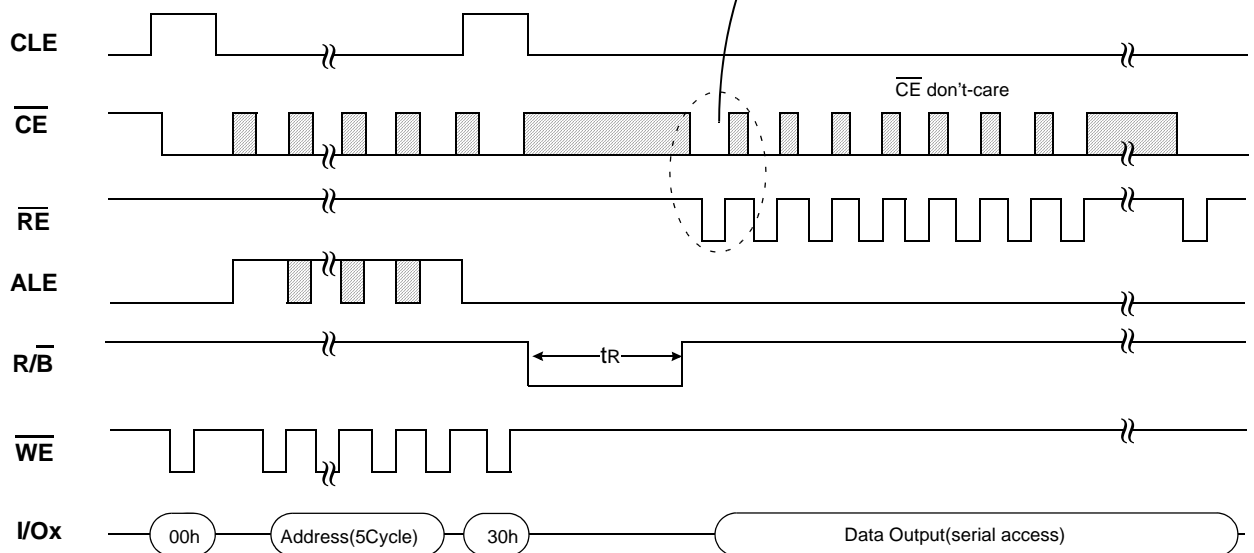 CLE
CE
CE don't-care
RE
ALE
R/B
tR
WE
I/Ox
00h
Address(5Cycle)
30h
Data Output(serial access)